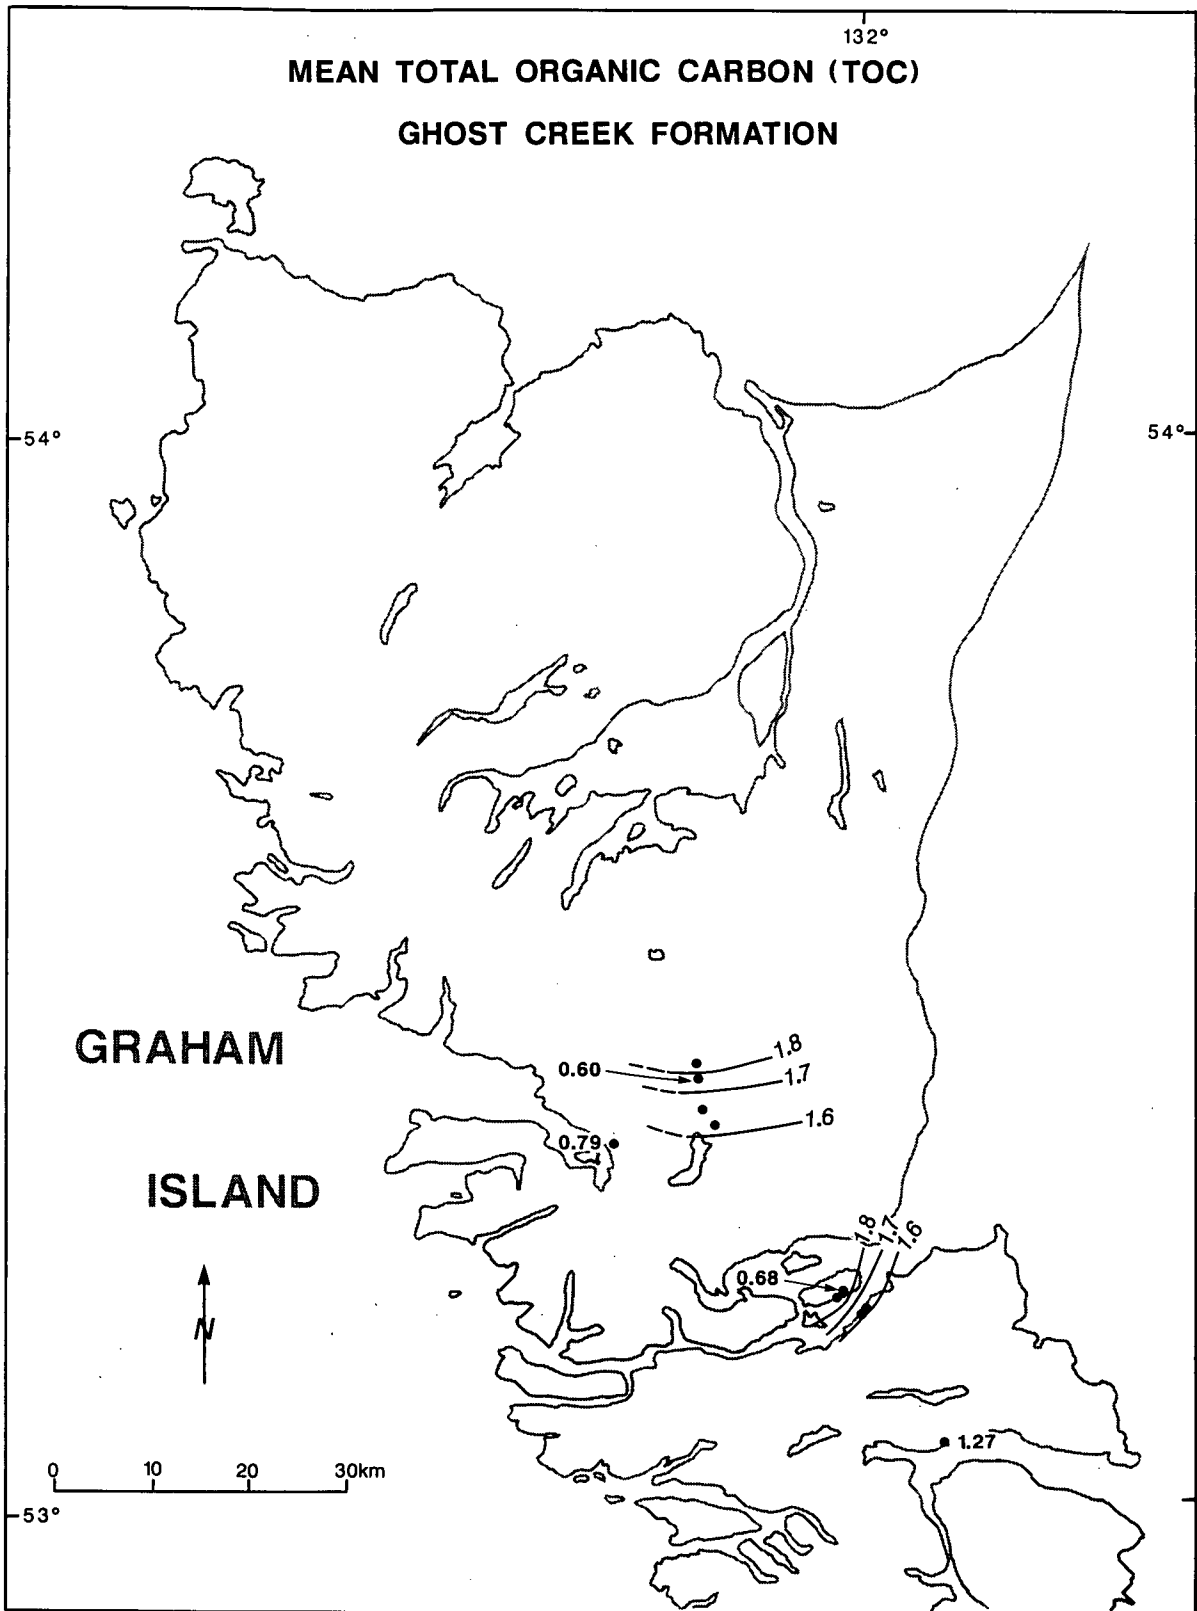 132°
MEAN TOTAL ORGANIC CARBON (TOC)
GHOST CREEK FORMATION
54°
54°
GRAHAM
1.8
0.60
1.7
1.6
0.79
ISLAND
1.8
1.7
1.6
0.68
N
1.27
0 10 20 30km
53°